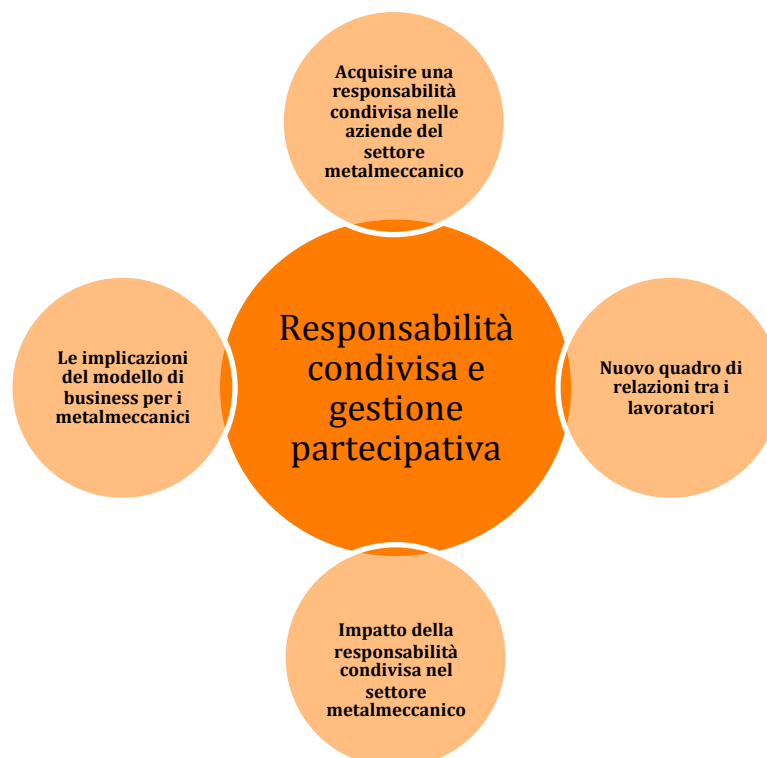 Acquisire una
responsabilità
condivisa nelle
aziende del
settore
metalmeccanico
Responsabilità
condivisa e
gestione
partecipativa
Le implicazioni
del modello di
business per i
metalmeccanici
Nuovo quadro di
relazioni tra i
lavoratori
Impatto della
responsabilità
condivisa nel
settore
metalmeccanico